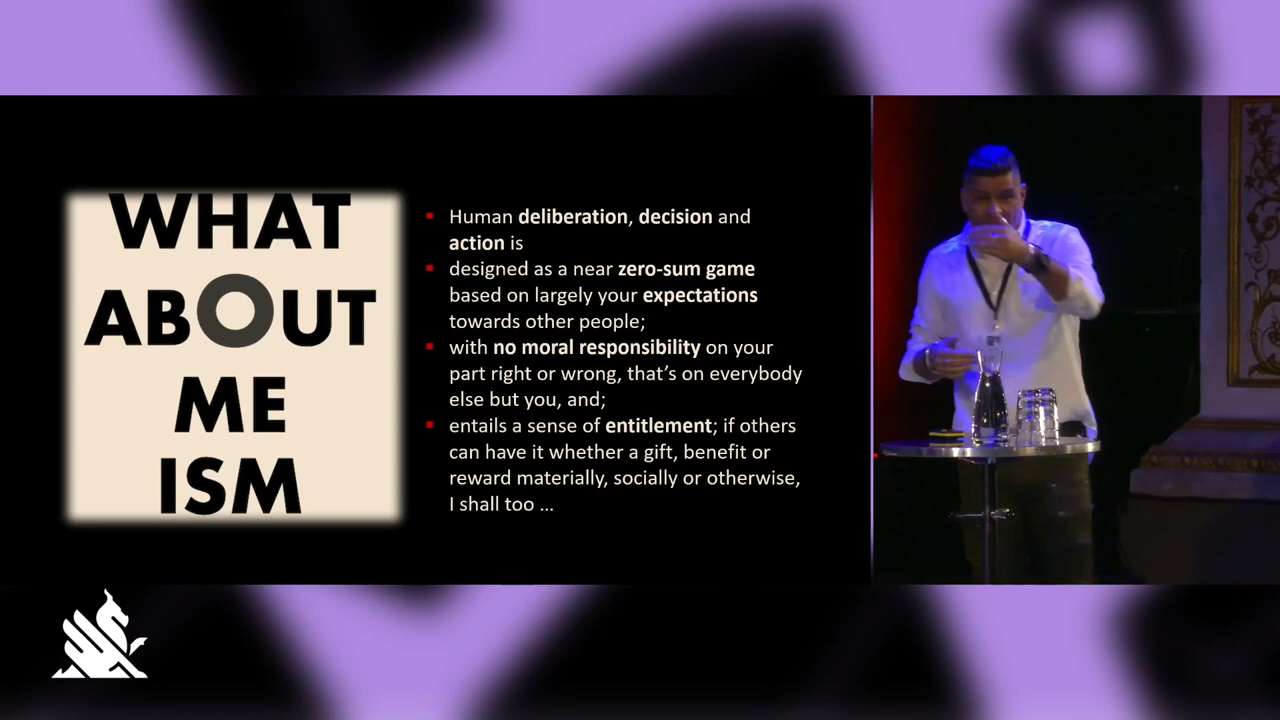 WHAT
ABOUT
ME
ISM
Human deliberation, decision and
action is
designed as a near zero-sum game
based on largely your expectations
towards other people;
with no moral responsibility on your
part right or wrong, that’s on everybody
else but you, and;
entails a sense of entitlement; if others
can have it whether a gift, benefit or
reward materially, socially or otherwise,
I shall too …